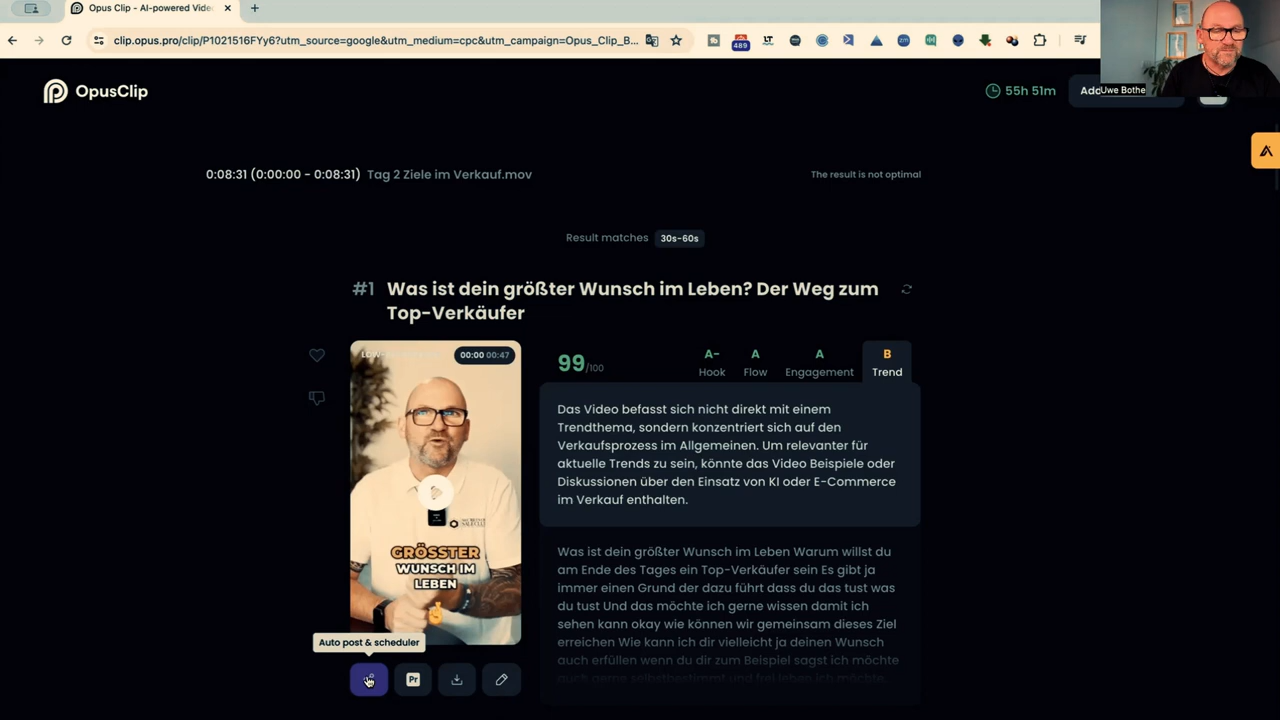 Opus Clip - AI-powered Vide
clip.opus.pro/clip/P1021516FYy6?utm_source=google&utm_medium=cpc&utm_campaign=Opus_Clip_B...
489
Uwe Bothe
OpusClip
55h 51m
Add
0:08:31 (0:00:00 - 0:08:31) Tag 2 Ziele im Verkauf.mov
The result is not optimal
Result matches 30s-60s
#1 Was ist dein größter Wunsch im Leben? Der Weg zum
Top-Verkäufer
00:00 00:47
99/100
A- A A B
Hook Flow Engagement Trend
Das Video befasst sich nicht direkt mit einem
Trendthema, sondern konzentriert sich auf den
Verkaufsprozess im Allgemeinen. Um relevanter für
aktuelle Trends zu sein, könnte das Video Beispiele oder
Diskussionen über den Einsatz von KI oder E-Commerce
im Verkauf enthalten.
GRÖSSTER
WUNSCH IM
LEBEN
Was ist dein größter Wunsch im Leben Warum willst du
am Ende des Tages ein Top-Verkäufer sein Es gibt ja
immer einen Grund der dazu führt dass du das tust was
du tust Und das möchte ich gerne wissen damit ich
sehen kann okay wie können wir gemeinsam dieses Ziel
erreichen Wie kann ich dir vielleicht ja deinen Wunsch
auch erfüllen wenn du dir zum Beispiel sagst ich möchte
auch gerne selbstbestimmt und frei leben ich möchte
Auto post & scheduler
Pr